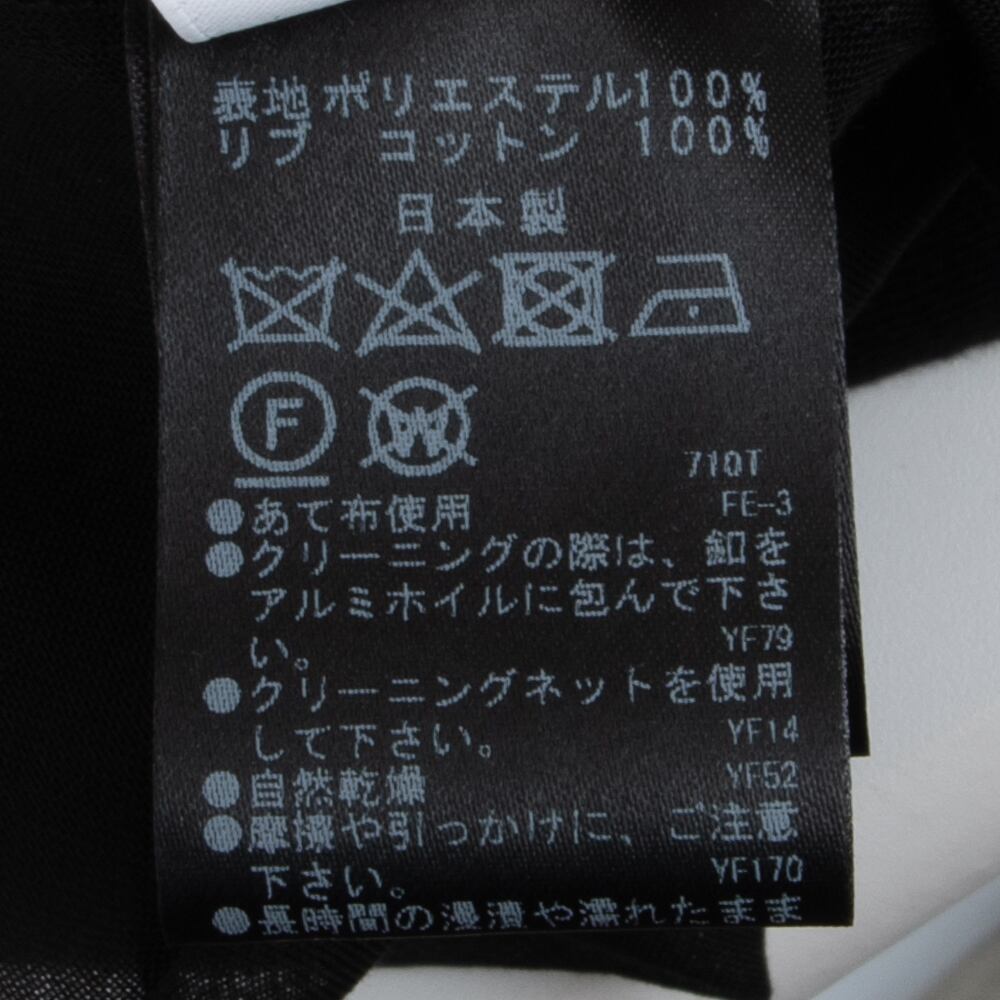 表地 ポリエステル100%
リブ コットン 100%
日本製
F W
710T
●あて布使用 FE-3
●クリーニングの際は、釦を
アルミホイルに包んで下さ
い。 YF79
●クリーニングネットを使用
して下さい。 YF14
●自然乾燥 YF52
●摩擦や引っかけに、ご注意
下さい。 YF170
●長時間の浸漬や濡れたまま